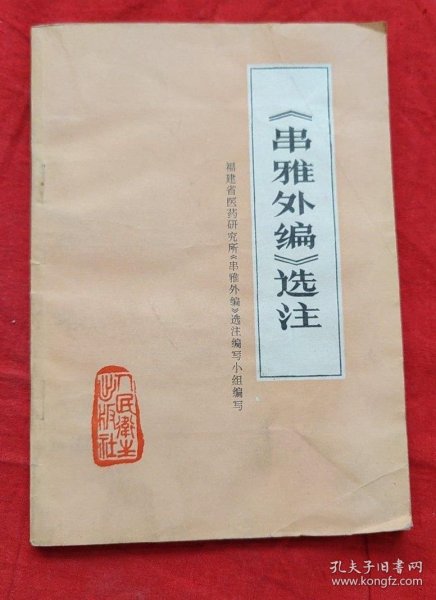 《串雅外编》选注
福建省医药研究所《串雅外编》选注编写小组编写
人民衛生
出版社
孔夫子旧书网
www.kongfz.com